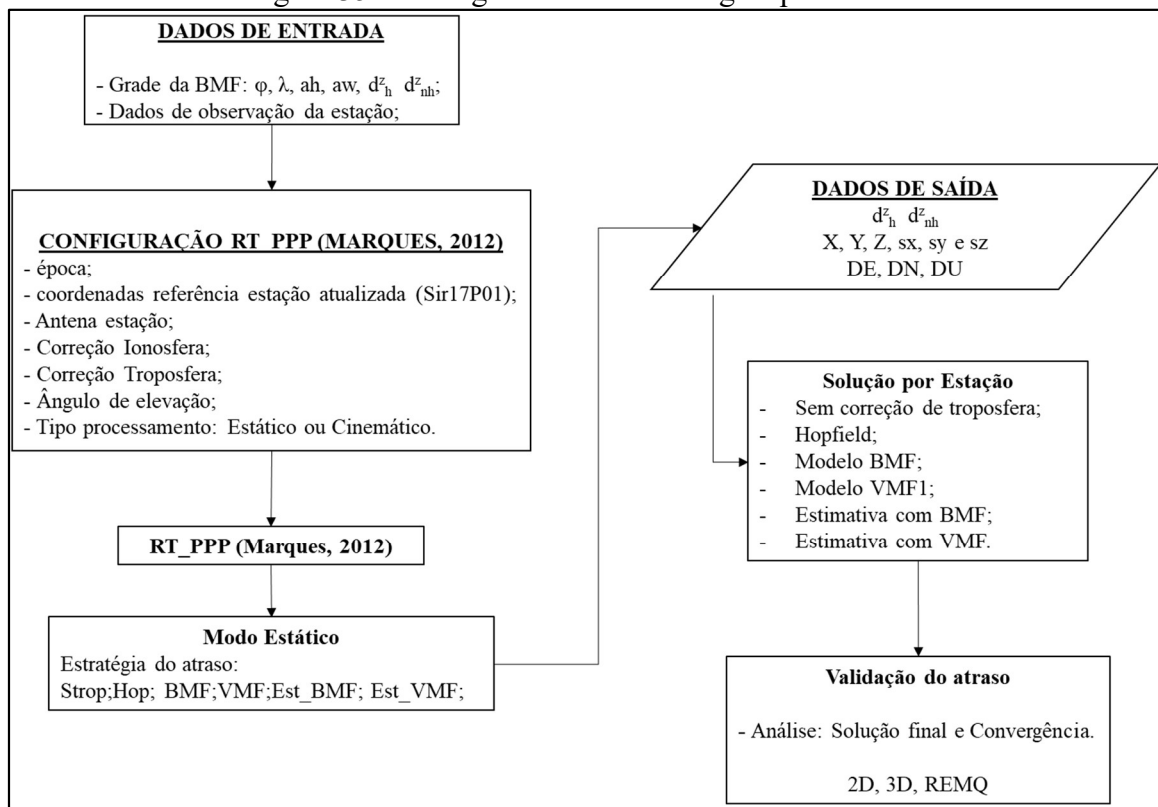 DADOS DE ENTRADA
- Grade da BMF: φ, λ, ah, aw, dᶻₕ dᶻₙₕ;
- Dados de observação da estação;
CONFIGURAÇÃO RT_PPP (MARQUES, 2012)
- época;
- coordenadas referência estação atualizada (Sir17P01);
- Antena estação;
- Correção Ionosfera;
- Correção Troposfera;
- Ângulo de elevação;
- Tipo processamento: Estático ou Cinemático.
RT_PPP (Marques, 2012)
Modo Estático
Estratégia do atraso:
Strop;Hop; BMF;VMF;Est_BMF; Est_VMF;
DADOS DE SAÍDA
dᶻₕ dᶻₙₕ
X, Y, Z, sx, sy e sz
DE, DN, DU
Solução por Estação
- Sem correção de troposfera;
- Hopfield;
- Modelo BMF;
- Modelo VMF1;
- Estimativa com BMF;
- Estimativa com VMF.
Validação do atraso
- Análise: Solução final e Convergência.
2D, 3D, REMQ